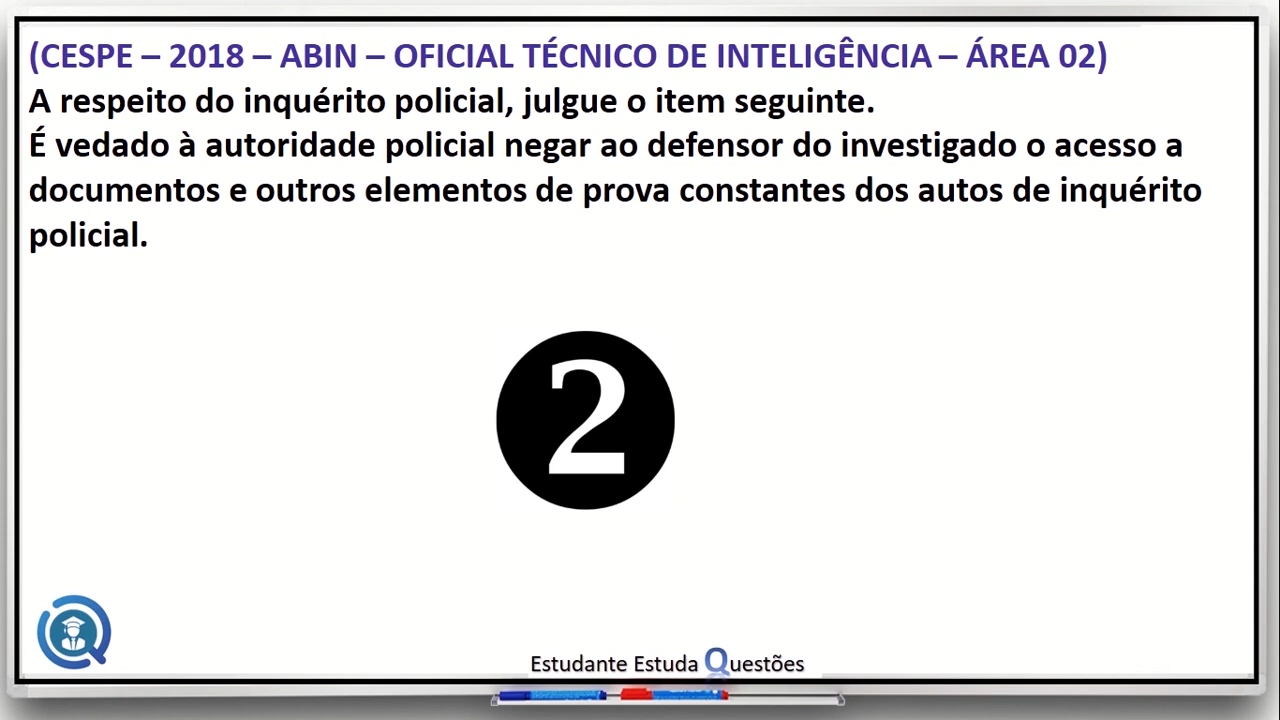 (CESPE – 2018 – ABIN – OFICIAL TÉCNICO DE INTELIGÊNCIA – ÁREA 02)
A respeito do inquérito policial, julgue o item seguinte.
É vedado à autoridade policial negar ao defensor do investigado o acesso a
documentos e outros elementos de prova constantes dos autos de inquérito
policial.
2
Estudante Estuda Questões